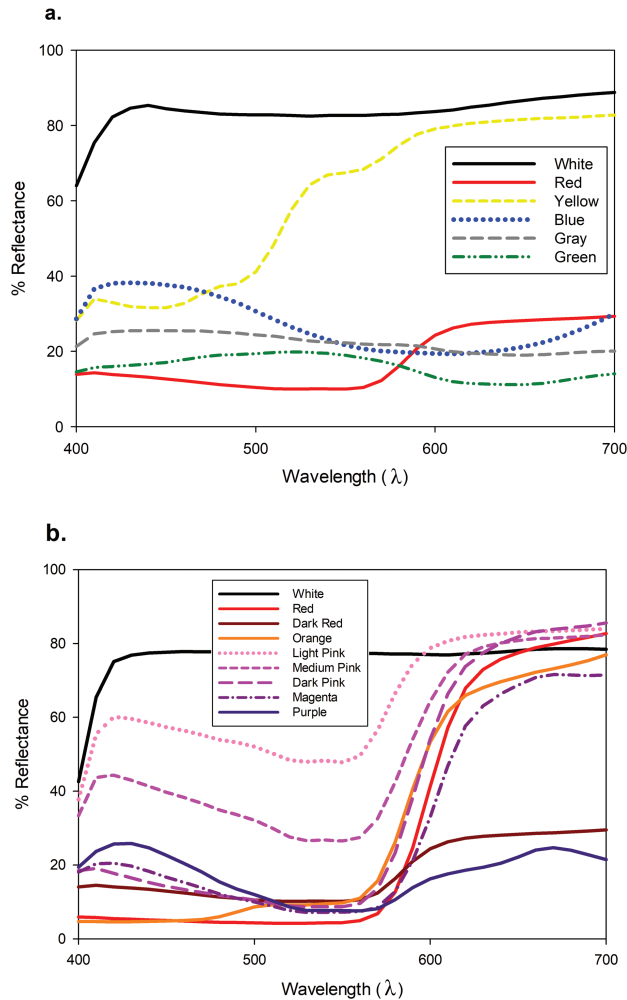 a.
100
80
60
40
20
0
% Reflectance
White
Red
Yellow
Blue
Gray
Green
400
500
600
700
Wavelength ( λ )
b.
100
80
60
40
20
0
% Reflectance
White
Red
Dark Red
Orange
Light Pink
Medium Pink
Dark Pink
Magenta
Purple
400
500
600
700
Wavelength ( λ )